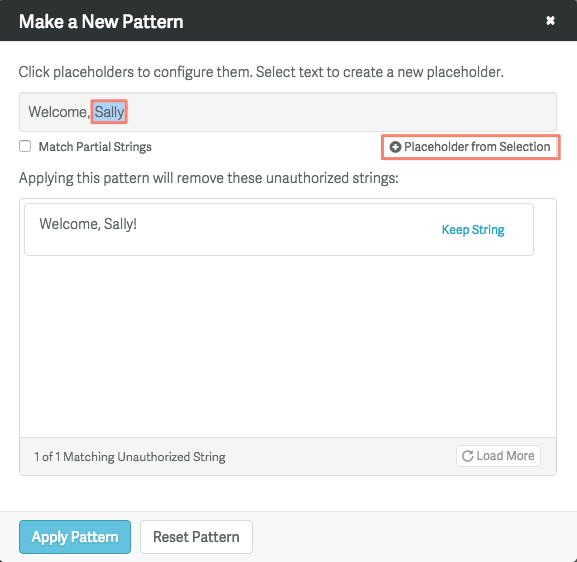 Make a New Pattern
Click placeholders to configure them. Select text to create a new placeholder.
Welcome, Sally!
Match Partial Strings
Placeholder from Selection
Applying this pattern will remove these unauthorized strings:
Welcome, Sally!
Keep String
1 of 1 Matching Unauthorized String
Load More
Apply Pattern
Reset Pattern